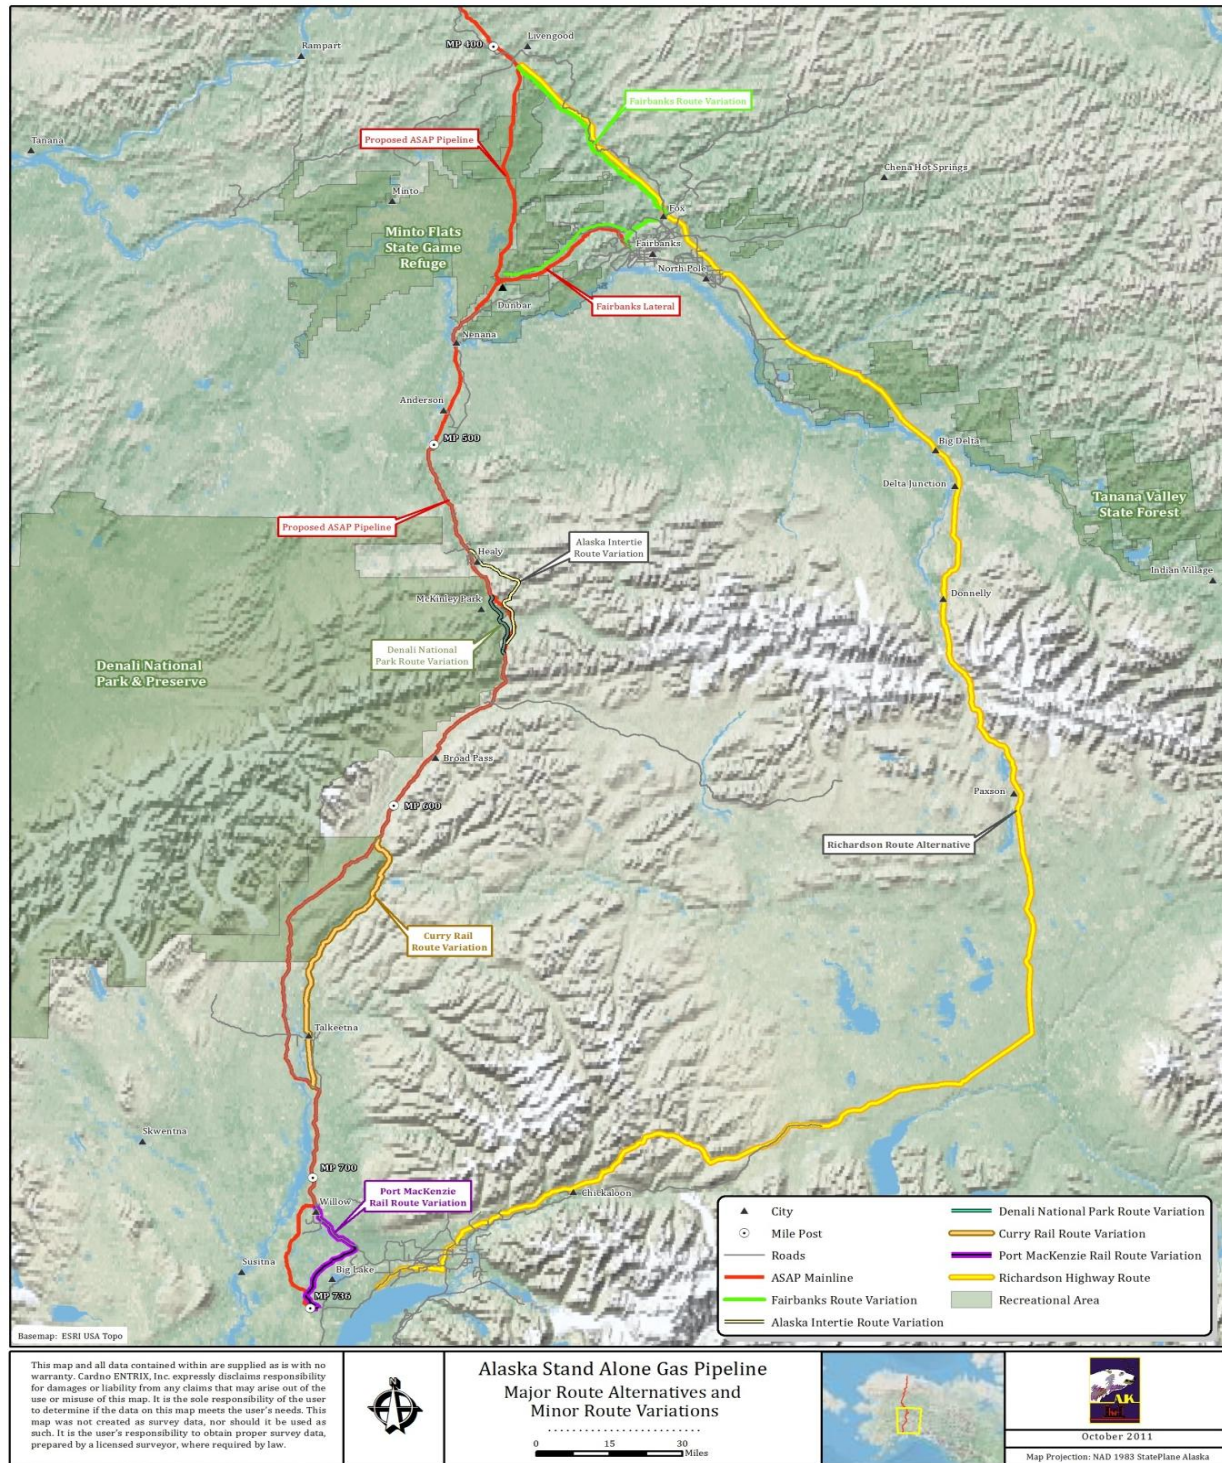 Livengood
MP 400
Rampart
Fairbanks Route Variation
Proposed ASAP Pipeline
Tanana
Chena Hot Springs
Minto
Fox
Minto Flats
State Game
Refuge
Fairbanks
North Pole
Dunbar
Fairbanks Lateral
Nenana
Anderson
MP 500
Big Delta
Delta Junction
Tanana Valley
State Forest
Proposed ASAP Pipeline
Alaska Intertie
Route Variation
Healy
Indian Village
McKinley Park
Donnelly
Denali National
Park Route Variation
Denali National
Park & Preserve
Broad Pass
Paxson
MP 600
Richardson Route Alternative
Curry Rail
Route Variation
Talkeetna
Skwentna
MP 700
Port MacKenzie
Rail Route Variation
Chickaloon
Willow
Susitna
Big Lake
MP 736
City
Mile Post
Roads
ASAP Mainline
Fairbanks Route Variation
Alaska Intertie Route Variation
Denali National Park Route Variation
Curry Rail Route Variation
Port MacKenzie Rail Route Variation
Richardson Highway Route
Recreational Area
Basemap: ESRI USA Topo
This map and all data contained within are supplied as is with no
warranty. Cardno ENTRIX, Inc. expressly disclaims responsibility
for damages or liability from any claims that may arise out of the
use or misuse of this map. It is the sole responsibility of the user
to determine if the data on this map meets the user's needs. This
map was not created as survey data, nor should it be used as
such. It is the user's responsibility to obtain proper survey data,
prepared by a licensed surveyor, where required by law.
N
Alaska Stand Alone Gas Pipeline
Major Route Alternatives and
Minor Route Variations
0 15 30
Miles
AK
October 2011
Map Projection: NAD 1983 StatePlane Alaska